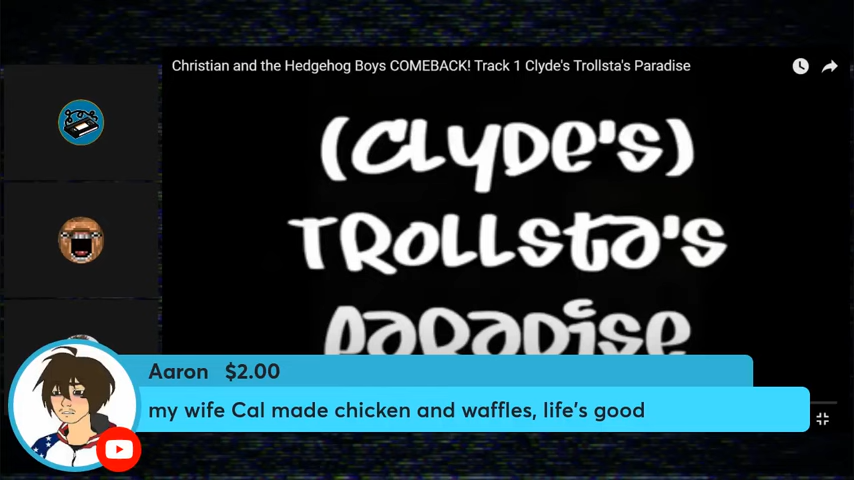 Christian and the Hedgehog Boys COMEBACK! Track 1 Clyde's Trollsta's Paradise
(Clyde's)
Trollsta's
Paradise
Aaron $2.00
my wife Cal made chicken and waffles, life's good